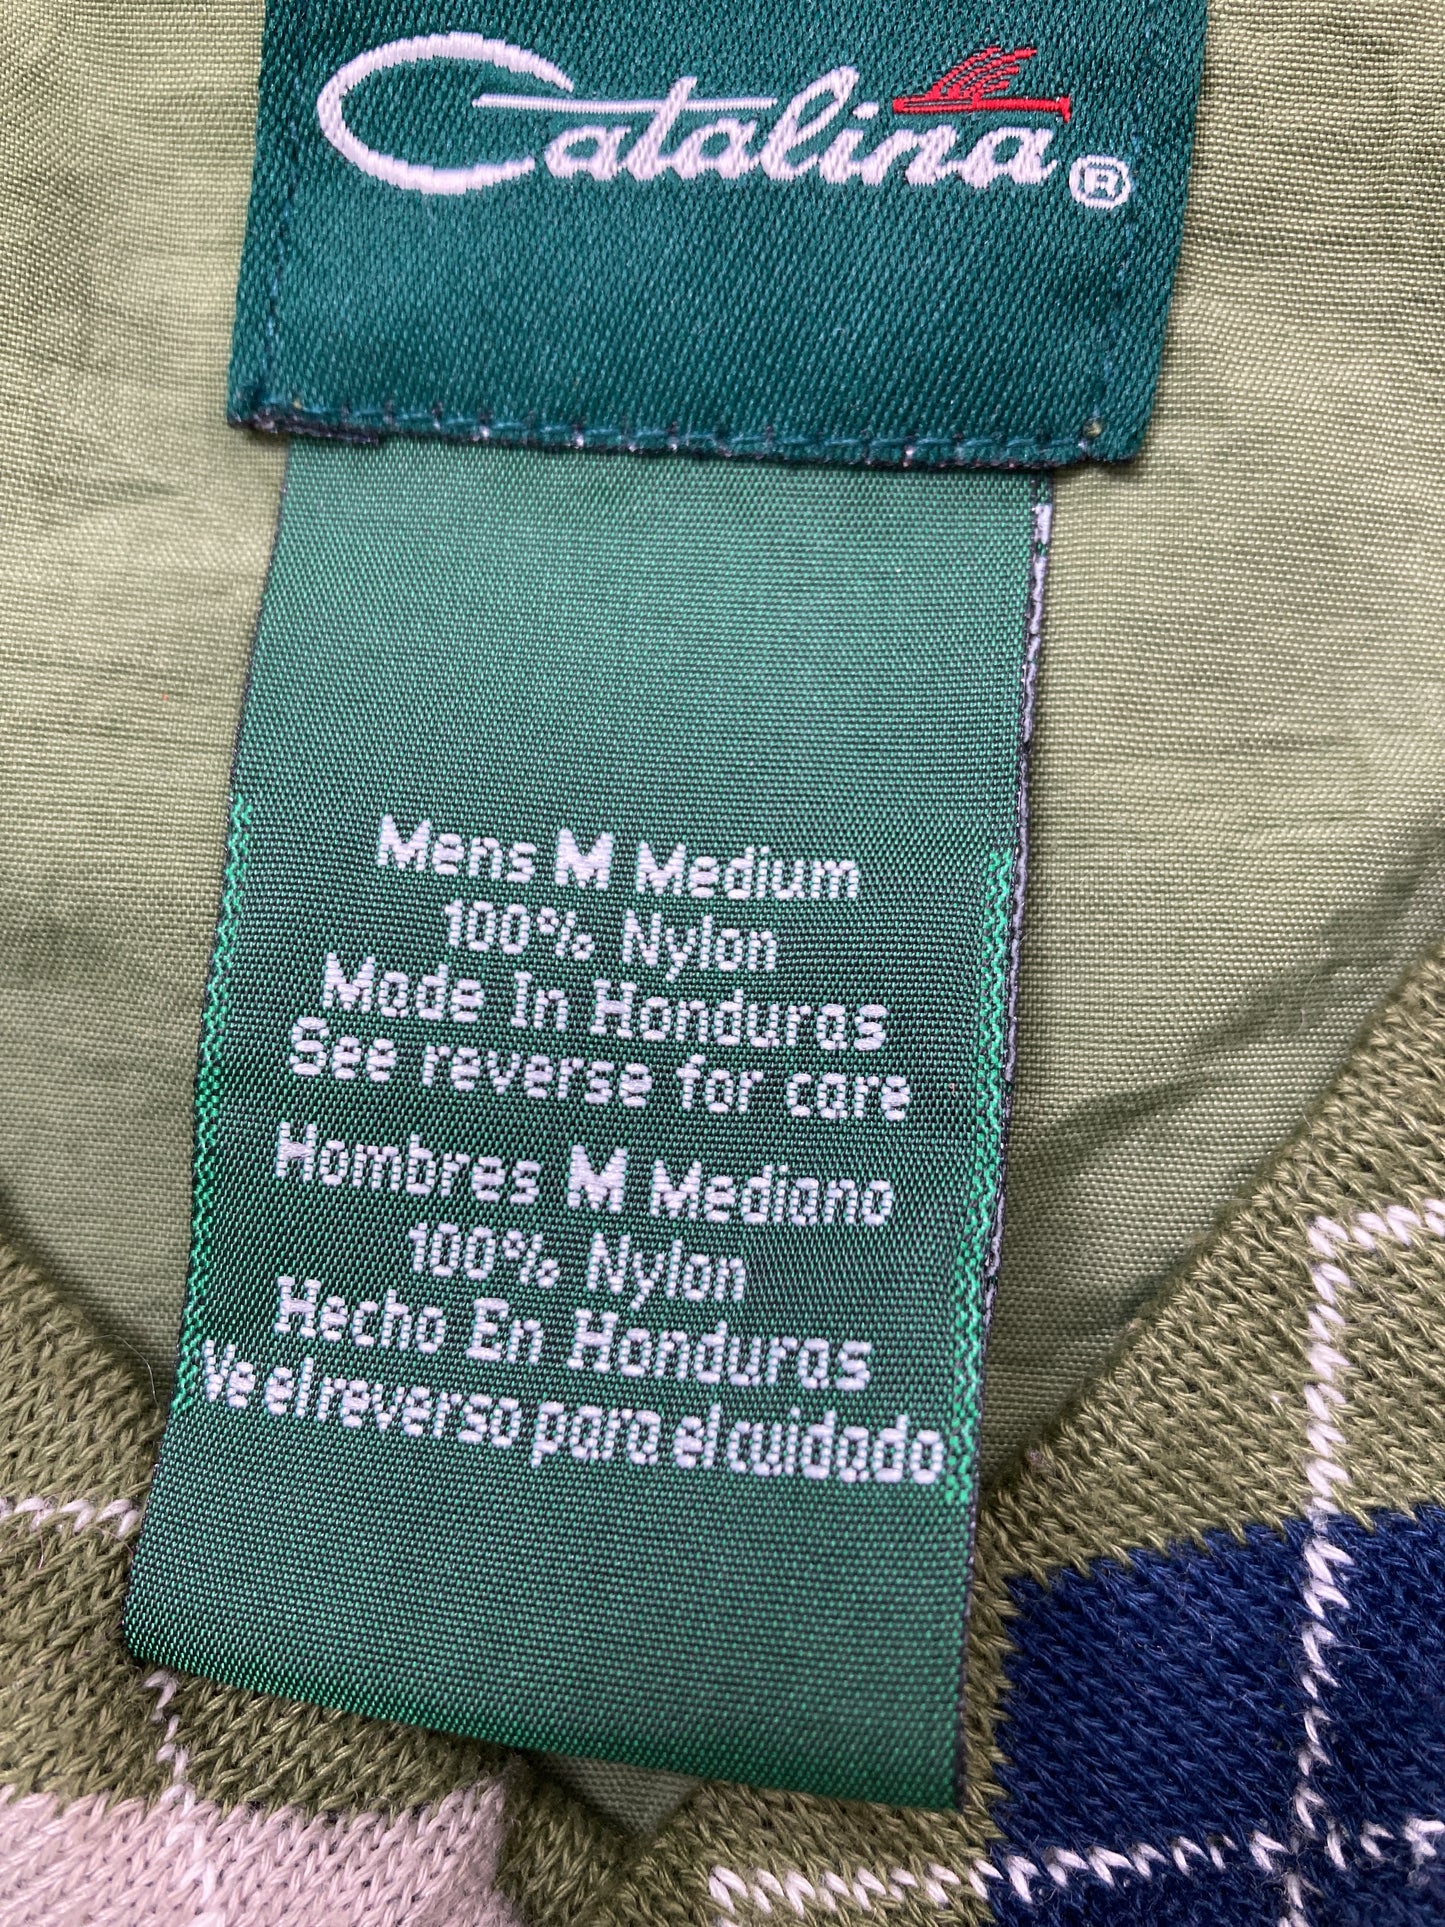 Catalina®
Mens M Medium
100% Nylon
Made In Honduras
See reverse for care
Hombres M Mediano
100% Nylon
Hecho En Honduras
Ve el reverso para el cuidado